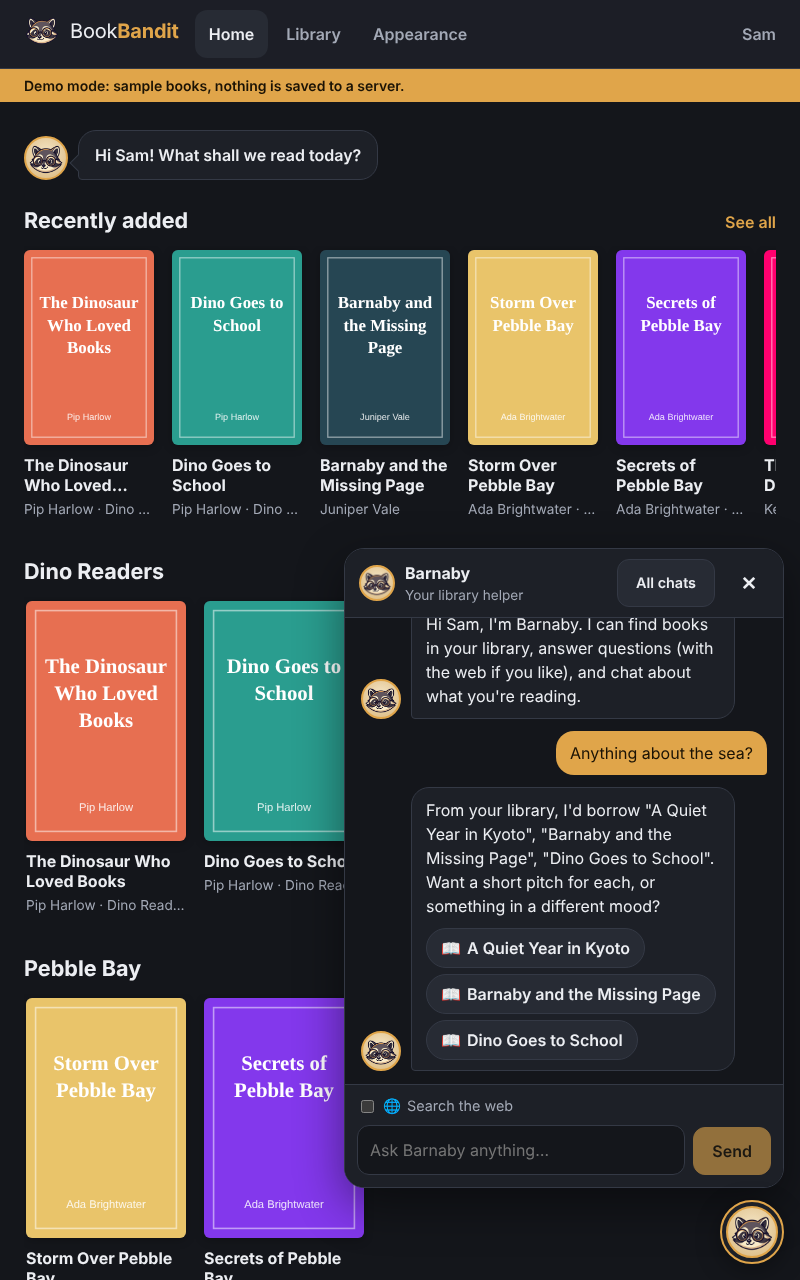 BookBandit
Home
Library
Appearance
Sam
Demo mode: sample books, nothing is saved to a server.
Hi Sam! What shall we read today?
Recently added
See all
The Dinosaur
Who Loved
Books
Pip Harlow
Dino Goes to
School
Pip Harlow
Barnaby and
the Missing
Page
Juniper Vale
Storm Over
Pebble Bay
Ada Brightwater
Secrets of
Pebble Bay
Ada Brightwater
The Dinosaur
Who Loved...
Pip Harlow · Dino ...
Dino Goes to
School
Pip Harlow · Dino ...
Barnaby and the
Missing Page
Juniper Vale
Storm Over
Pebble Bay
Ada Brightwater · ...
Secrets of
Pebble Bay
Ada Brightwater · ...
Dino Readers
The Dinosaur
Who Loved
Books
Pip Harlow
Dino Goes to
School
Pip Harlow
The Dinosaur Who
Loved Books
Pip Harlow · Dino Read...
Dino Goes to
Pip Harlow · Dino
Pebble Bay
Storm Over
Pebble Bay
Ada Brightwater
Secrets of
Pebble Bay
Ada Brightwater
Storm Over Pebble
Bay
Secrets of Pebble
Bay
Barnaby
Your library helper
All chats
Hi Sam, I'm Barnaby. I can find books
in your library, answer questions (with
the web if you like), and chat about
what you're reading.
Anything about the sea?
From your library, I'd borrow "A Quiet
Year in Kyoto", "Barnaby and the
Missing Page", "Dino Goes to School".
Want a short pitch for each, or
something in a different mood?
A Quiet Year in Kyoto
Barnaby and the Missing Page
Dino Goes to School
Search the web
Ask Barnaby anything...
Send